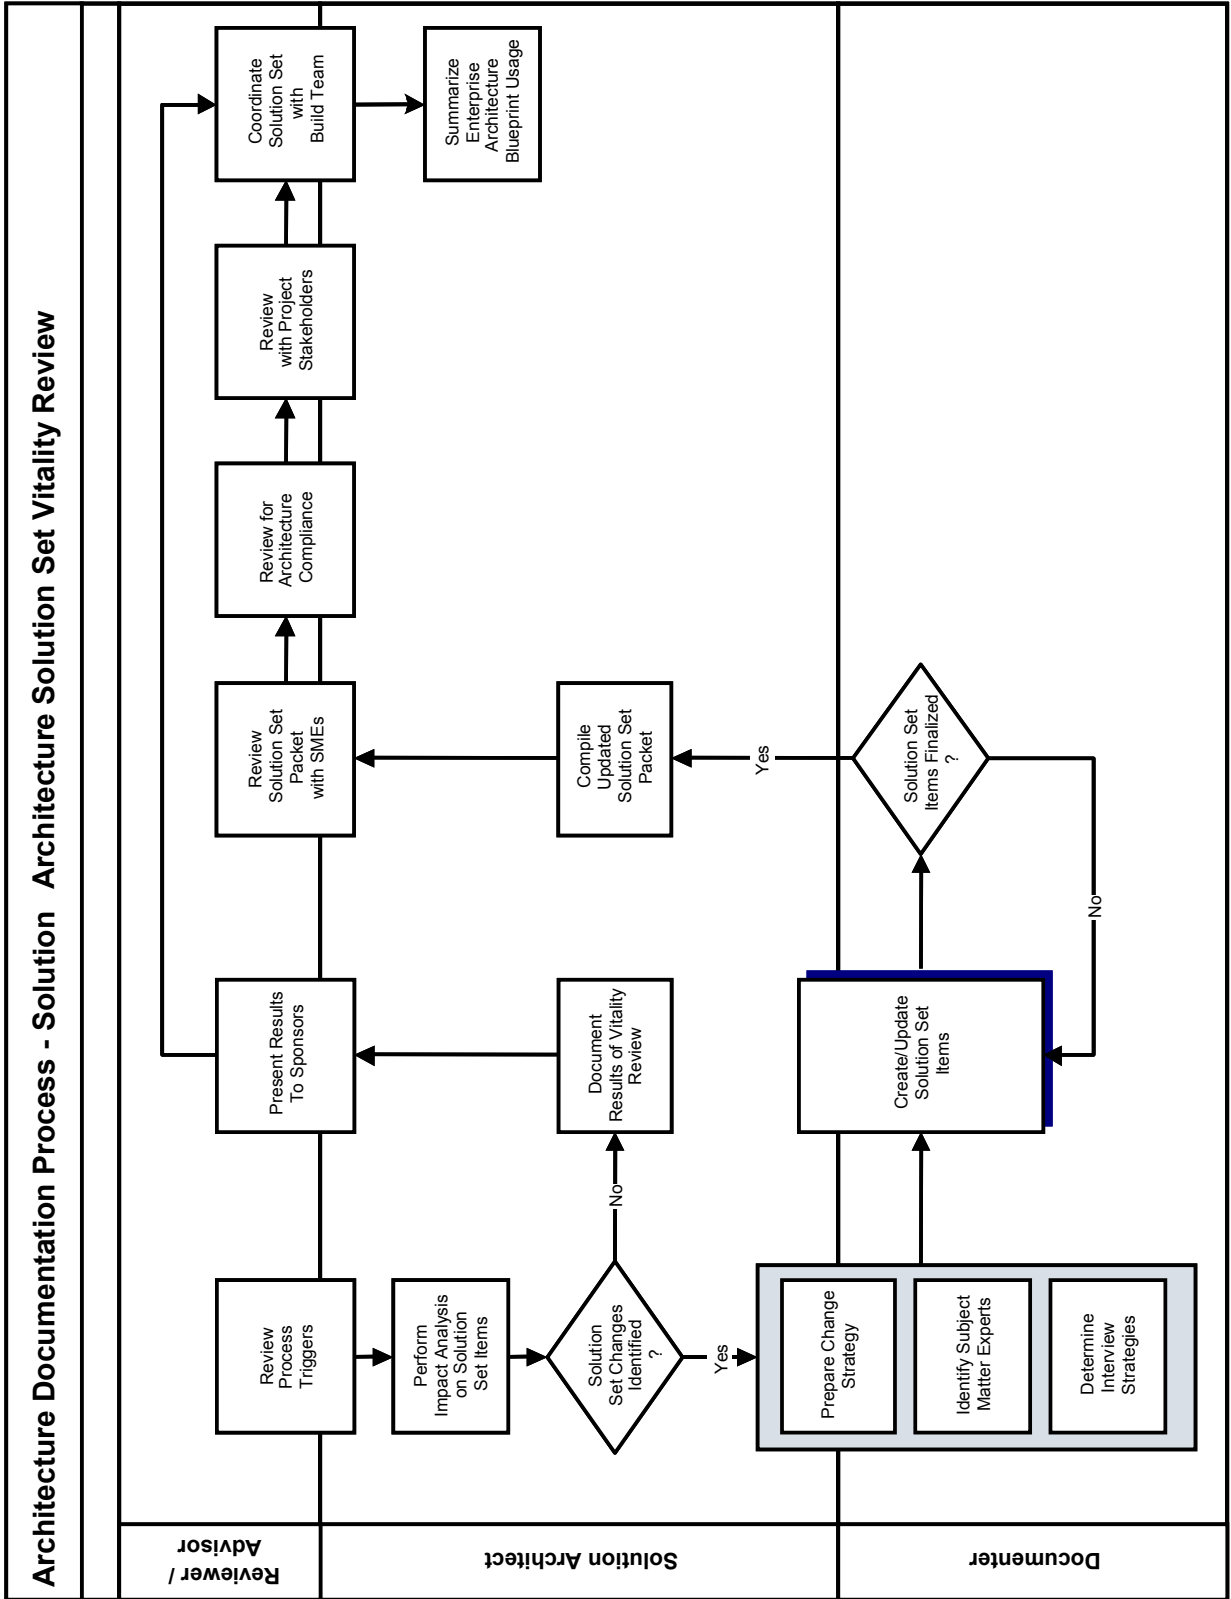 Architecture Documentation Process - Solution Architecture Solution Set Vitality Review
Reviewer /
Advisor
Review
Process
Triggers
Present Results
To Sponsors
Review
Solution Set
Packet
with SMEs
Review for
Architecture
Compliance
Review
with Project
Stakeholders
Coordinate
Solution Set
with
Build Team
Solution Architect
Perform
Impact Analysis
on Solution
Set Items
Solution
Set Changes
Identified
?
No
Yes
Document
Results of Vitality
Review
Compile
Updated
Solution Set
Packet
Yes
Summarize
Enterprise
Architecture
Blueprint Usage
Documenter
Prepare Change
Strategy
Identify Subject
Matter Experts
Determine
Interview
Strategies
Create/Update
Solution Set
Items
Solution Set
Items Finalized
?
No